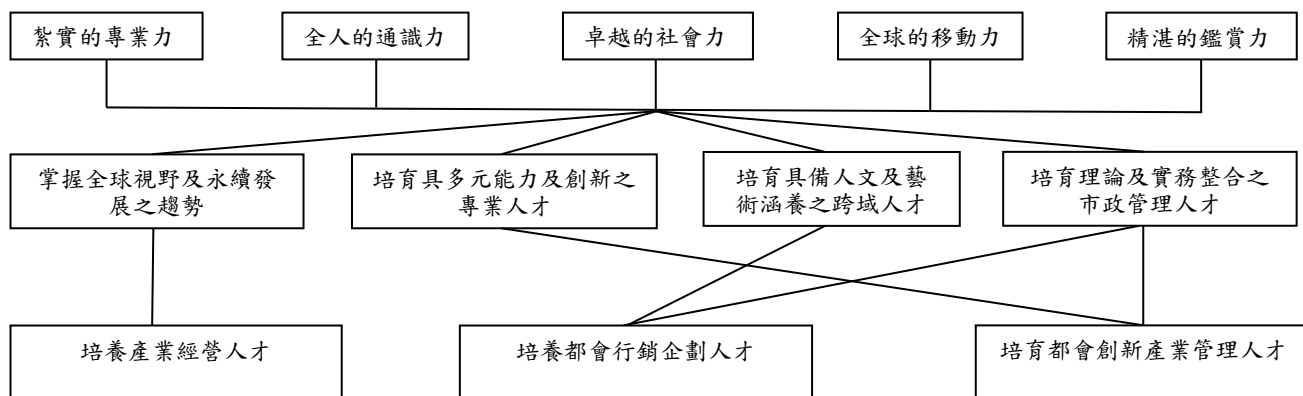 紮實的專業力
全人的通識力
卓越的社會力
全球的移動力
精湛的鑑賞力
掌握全球視野及永續發
展之趨勢
培育具多元能力及創新之
專業人才
培育具備人文及藝
術涵養之跨域人才
培育理論及實務整合之
市政管理人才
培養產業經營人才
培養都會行銷企劃人才
培育都會創新產業管理人才